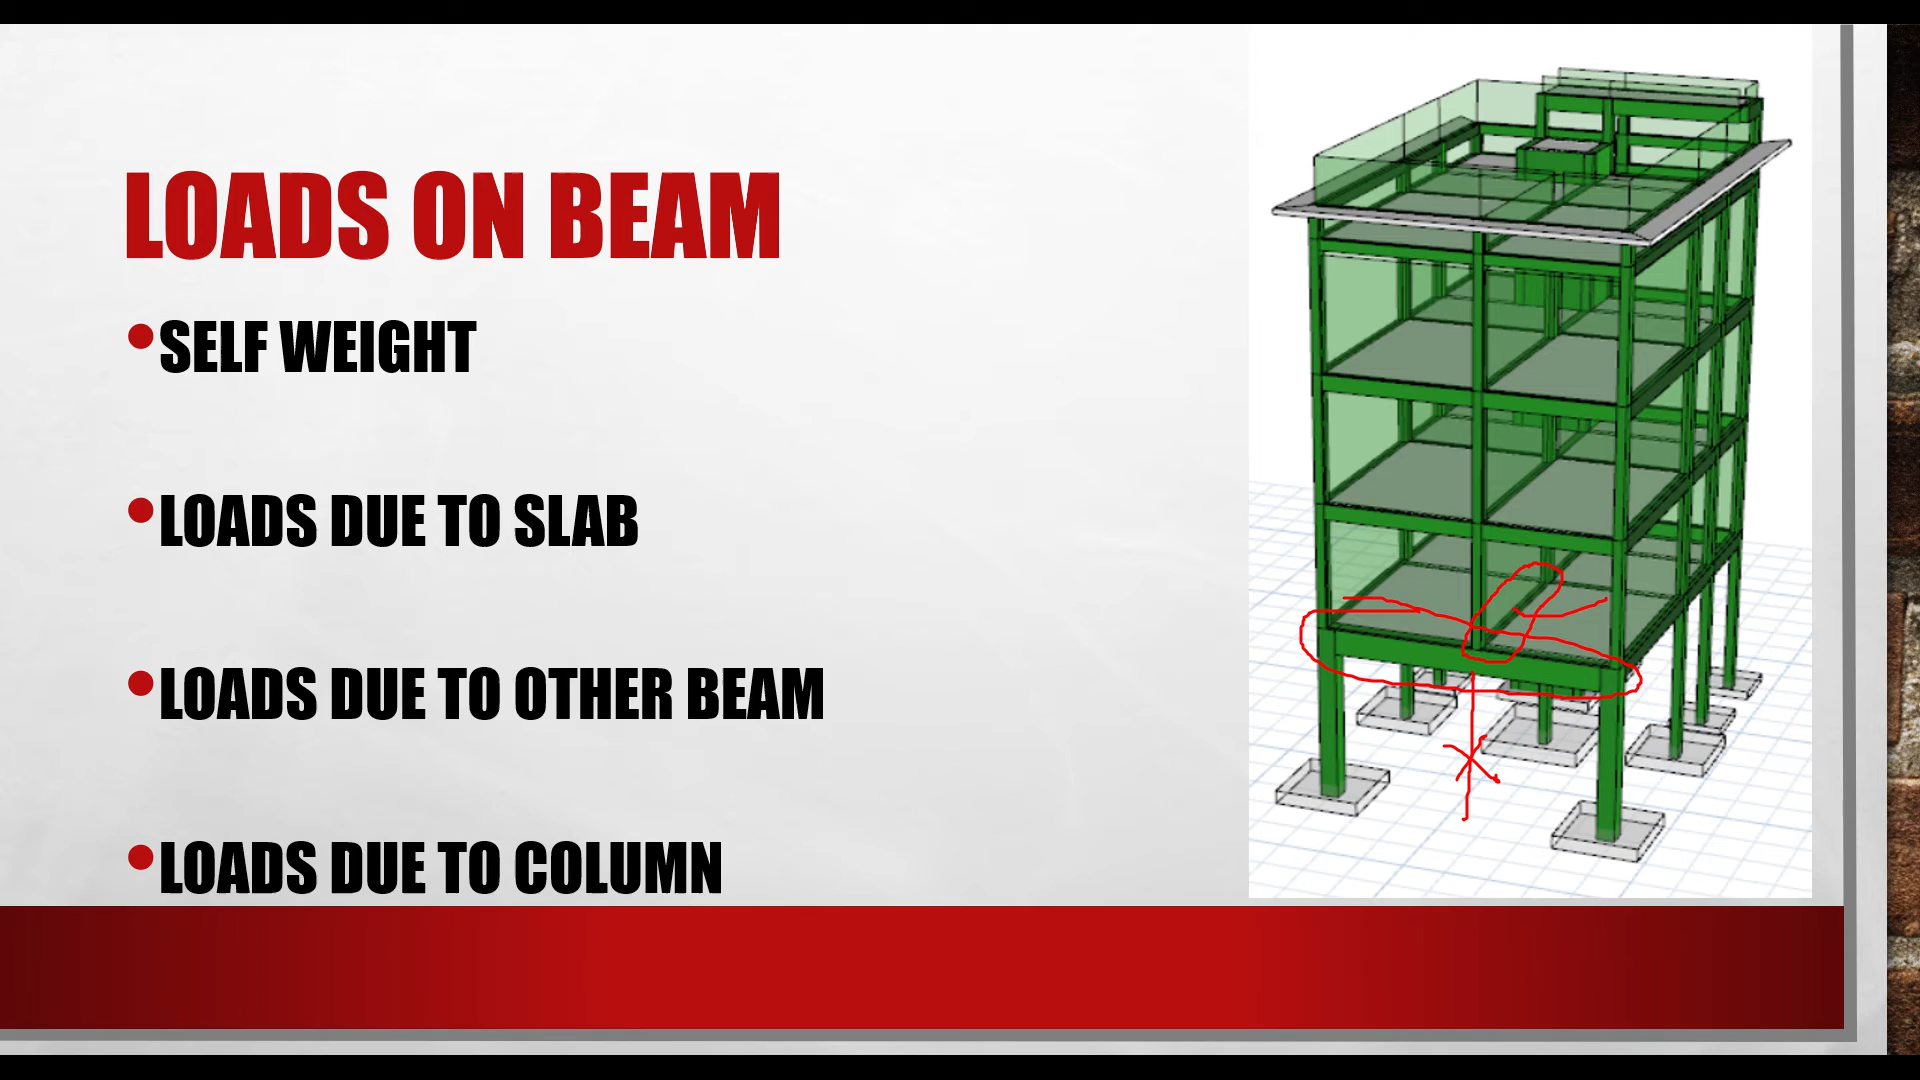 LOADS ON BEAM
•SELF WEIGHT
•LOADS DUE TO SLAB
•LOADS DUE TO OTHER BEAM
•LOADS DUE TO COLUMN